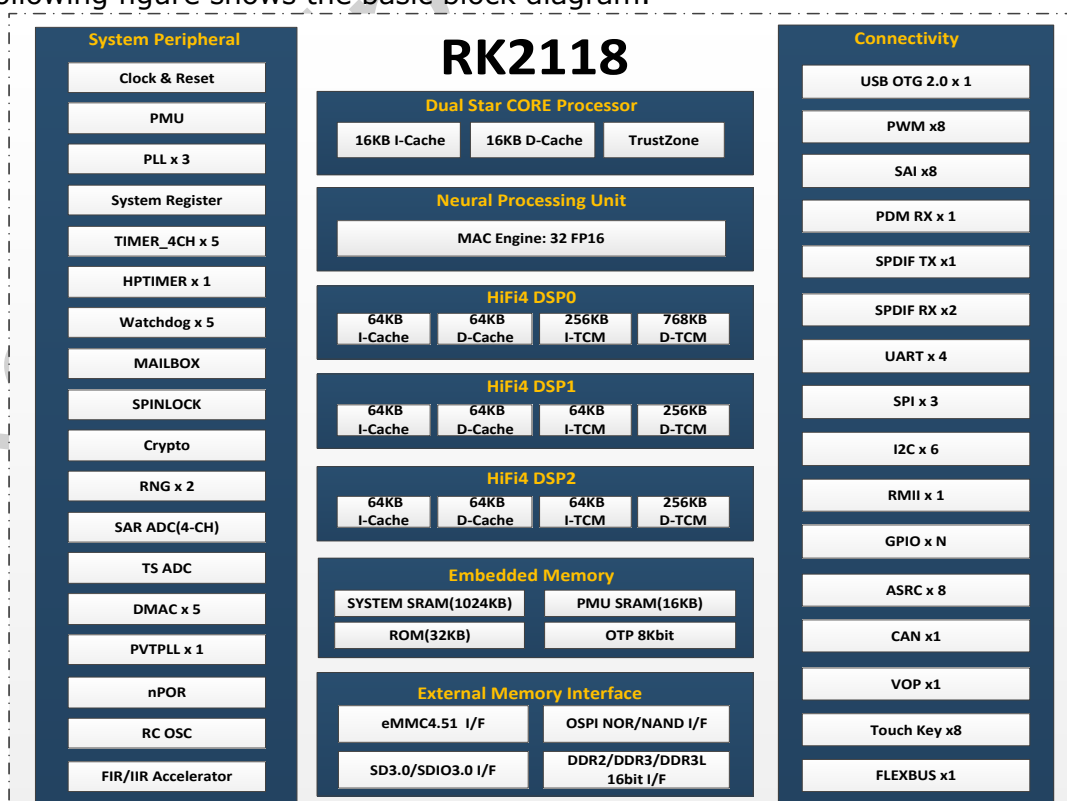 following figure shows the basic block diagram.
RK2118
System Peripheral
Clock & Reset
PMU
PLL x 3
System Register
TIMER_4CH x 5
HPTIMER x 1
Watchdog x 5
MAILBOX
SPINLOCK
Crypto
RNG x 2
SAR ADC(4-CH)
TS ADC
DMAC x 5
PVTPLL x 1
nPOR
RC OSC
FIR/IIR Accelerator
Dual Star CORE Processor
16KB I-Cache
16KB D-Cache
TrustZone
Neural Processing Unit
MAC Engine: 32 FP16
HiFi4 DSP0
64KB
I-Cache
64KB
D-Cache
256KB
I-TCM
768KB
D-TCM
HiFi4 DSP1
64KB
I-Cache
64KB
D-Cache
64KB
I-TCM
256KB
D-TCM
HiFi4 DSP2
64KB
I-Cache
64KB
D-Cache
64KB
I-TCM
256KB
D-TCM
Embedded Memory
SYSTEM SRAM(1024KB)
PMU SRAM(16KB)
ROM(32KB)
OTP 8Kbit
External Memory Interface
eMMC4.51 I/F
OSPI NOR/NAND I/F
SD3.0/SDIO3.0 I/F
DDR2/DDR3/DDR3L
16bit I/F
Connectivity
USB OTG 2.0 x 1
PWM x8
SAI x8
PDM RX x 1
SPDIF TX x1
SPDIF RX x2
UART x 4
SPI x 3
I2C x 6
RMII x 1
GPIO x N
ASRC x 8
CAN x1
VOP x1
Touch Key x8
FLEXBUS x1